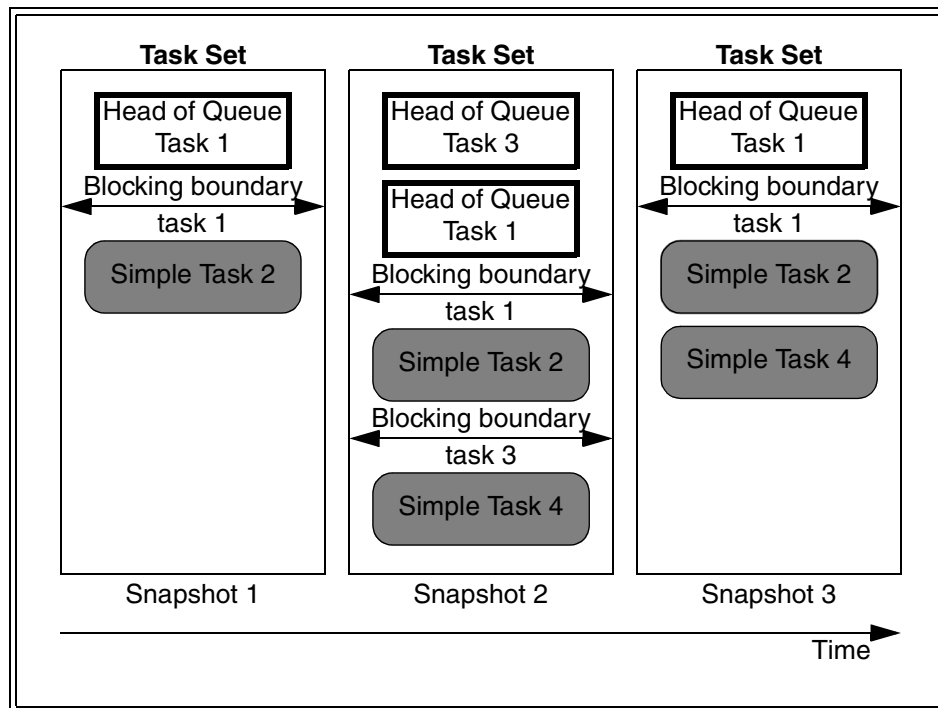 Task Set
Head of Queue
Task 1
Blocking boundary
task 1
Simple Task 2
Snapshot 1
Task Set
Head of Queue
Task 3
Head of Queue
Task 1
Blocking boundary
task 1
Simple Task 2
Blocking boundary
task 3
Simple Task 4
Snapshot 2
Task Set
Head of Queue
Task 1
Blocking boundary
task 1
Simple Task 2
Simple Task 4
Snapshot 3
Time